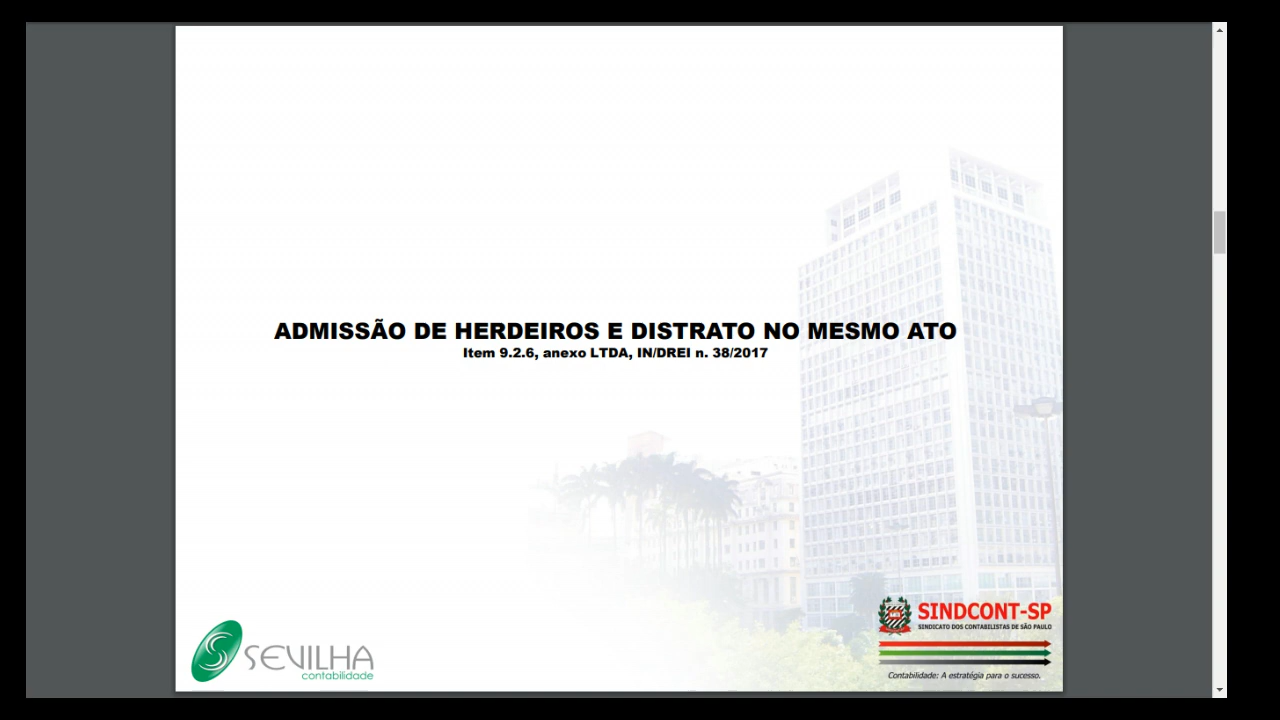 ADMISSÃO DE HERDEIROS E DISTRATO NO MESMO ATO
Item 9.2.6, anexo LTDA, IN/DREI n. 38/2017
SEVILHA
contabilidade
SINDCONT-SP
SINDICATO DOS CONTABILISTAS DE SÃO PAULO
Contabilidade: A estratégia para o sucesso.